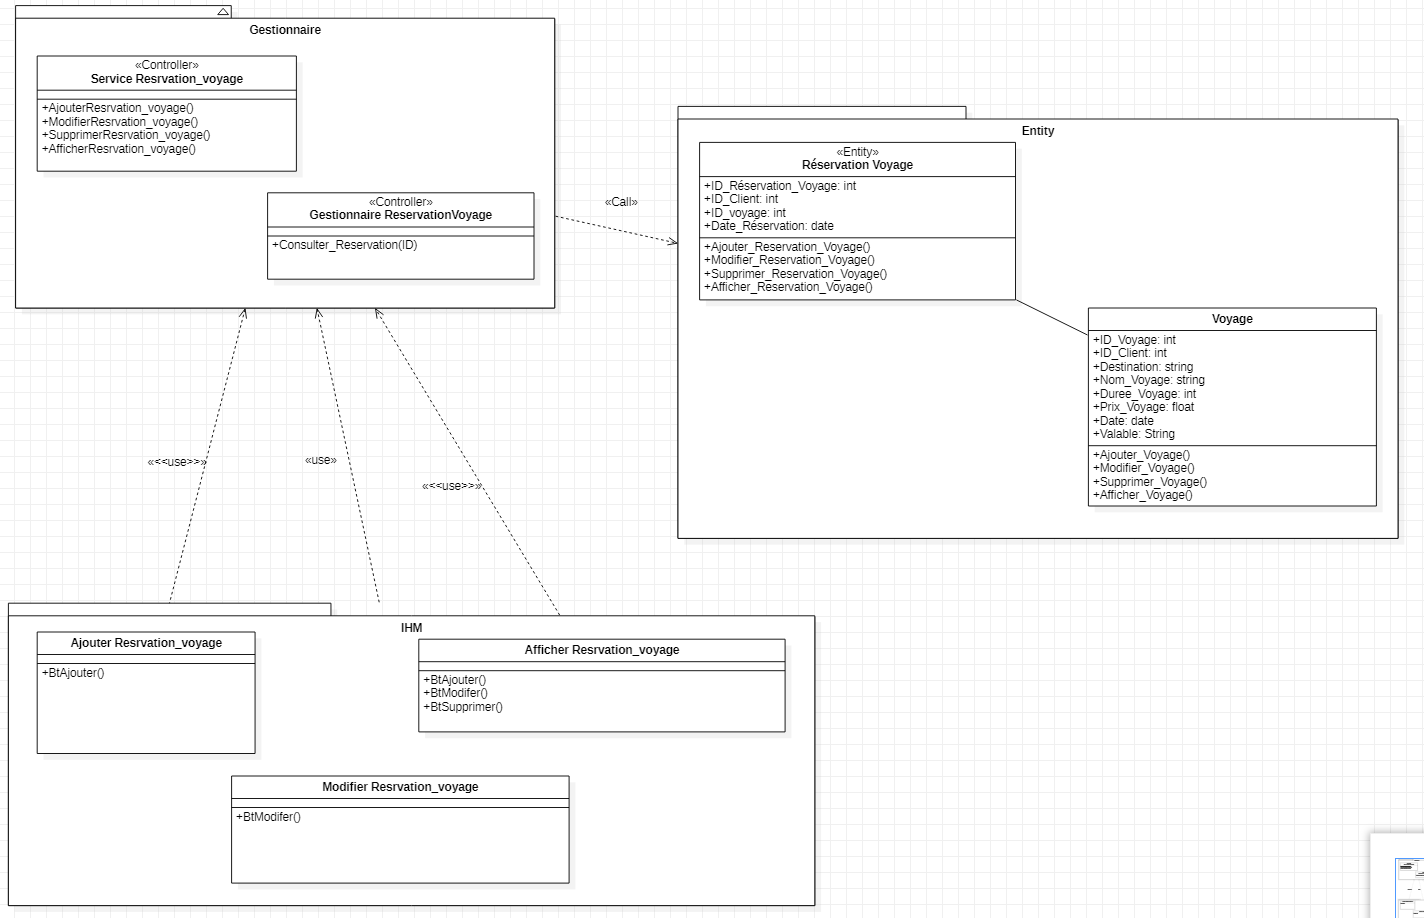 Gestionnaire
«Controller»
Service Resrvation_voyage
+AjouterResrvation_voyage()
+ModifierResrvation_voyage()
+SupprimerResrvation_voyage()
+AfficherResrvation_voyage()
«Controller»
Gestionnaire ReservationVoyage
+Consulter_Reservation(ID)
«Call»
Entity
«Entity»
Réservation Voyage
+ID_Réservation_Voyage: int
+ID_Client: int
+ID_voyage: int
+Date_Réservation: date
+Ajouter_Reservation_Voyage()
+Modifier_Reservation_Voyage()
+Supprimer_Reservation_Voyage()
+Afficher_Reservation_Voyage()
Voyage
+ID_Voyage: int
+ID_Client: int
+Destination: string
+Nom_Voyage: string
+Duree_Voyage: int
+Prix_Voyage: float
+Date: date
+Valable: String
+Ajouter_Voyage()
+Modifier_Voyage()
+Supprimer_Voyage()
+Afficher_Voyage()
«<<use>>»
«use»
«<<use>>»
IHM
Ajouter Resrvation_voyage
+BtAjouter()
Afficher Resrvation_voyage
+BtAjouter()
+BtModifer()
+BtSupprimer()
Modifier Resrvation_voyage
+BtModifer()